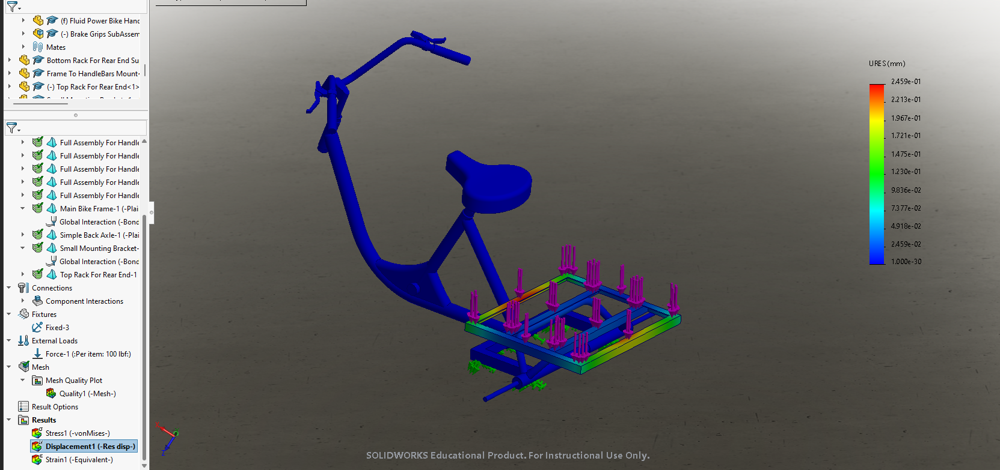 (f) Fluid Power Bike Hand
(-) Brake Grips SubAssem
Mates
Bottom Rack For Rear End Su
Frame To HandleBars Mount
(-) Top Rack For Rear End<1>
Full Assembly For Handle
Full Assembly For Handle
Full Assembly For Handle
Full Assembly For Handle
Full Assembly For Handle
Main Bike Frame-1 (-Plai
Global Interaction (-Bond
Simple Back Axle-1 (-Plai
Small Mounting Bracket-
Global Interaction (-Bond
Top Rack For Rear End-1
Connections
Component Interactions
Fixtures
Fixed-3
External Loads
Force-1 (:Per item: 100 lbf:)
Mesh
Mesh Quality Plot
Quality1 (-Mesh-)
Result Options
Results
Stress1 (-vonMises-)
Displacement1 (-Res disp-)
Strain1 (-Equivalent-)
URES (mm)
2.459e-01
2.213e-01
1.967e-01
1.721e-01
1.475e-01
1.230e-01
9.836e-02
7.377e-02
4.918e-02
2.459e-02
1.000e-30
SOLIDWORKS Educational Product. For Instructional Use Only.